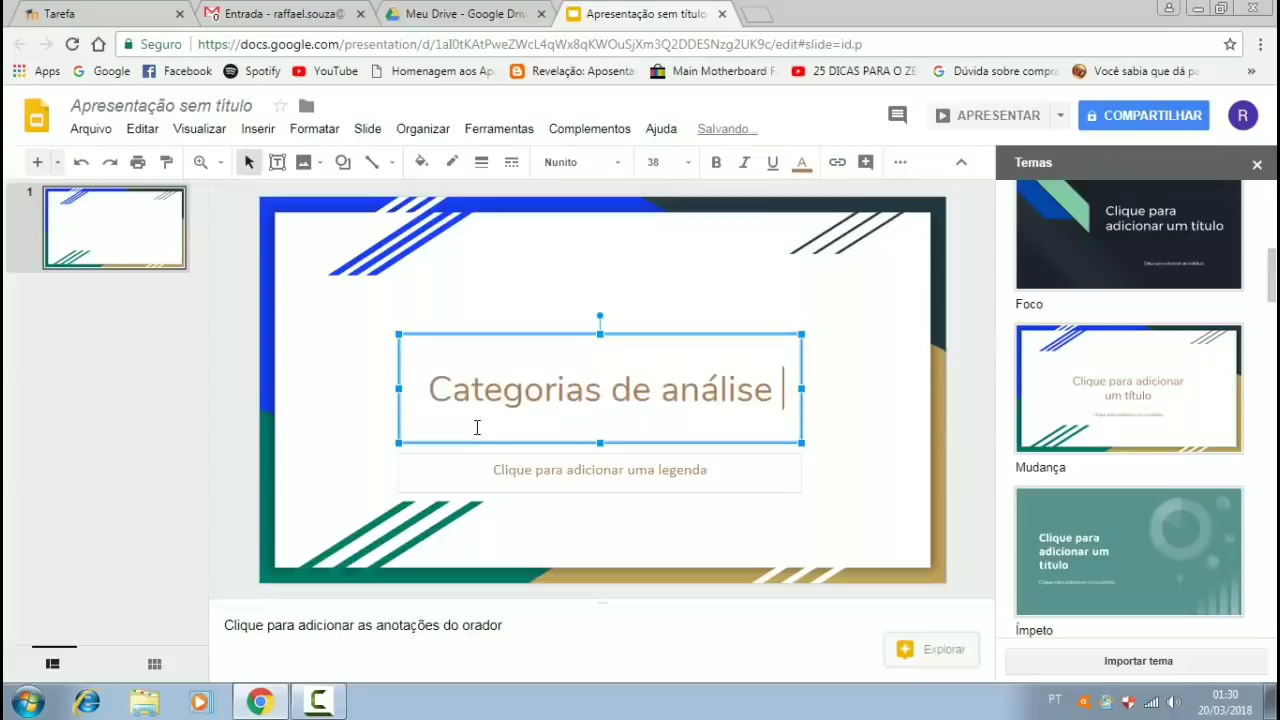 Tarefa
Entrada - raffael.souza@
Meu Drive - Google Driv
Apresentação sem título
Seguro
https://docs.google.com/presentation/d/1aI0tKAtPweZWcL4qWx8qKWOuSjXm3Q2DDESNzg2UK9c/edit#slide=id.p
Apps
Google
Facebook
Spotify
YouTube
Homenagem aos Ap
Revelação: Aposenta
Main Motherboard F
25 DICAS PARA O ZE
Dúvida sobre compra
Você sabia que dá pa
»
Apresentação sem título
Arquivo Editar Visualizar Inserir Formatar Slide Organizar Ferramentas Complementos Ajuda Salvando...
APRESENTAR
COMPARTILHAR
R
Nunito
38
B I U A
Temas
1
Categorias de análise
Clique para adicionar uma legenda
Clique para
adicionar um título
Foco
Clique para adicionar
um título
Mudança
Clique para
adicionar um
título
Ímpeto
Importar tema
Clique para adicionar as anotações do orador
Explorar
PT
01:30
20/03/2018